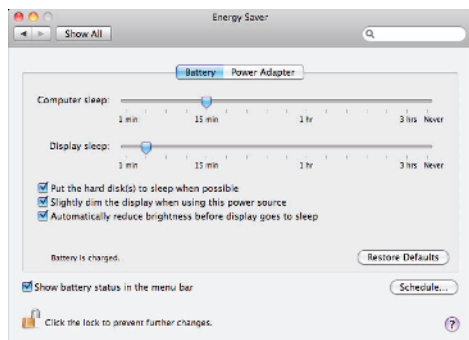 Energy Saver
Show All
Battery Power Adapter
Computer sleep:
1 min 15 min 1 hr 3 hrs Never
Display sleep:
1 min 15 min 1 hr 3 hrs Never
Put the hard disk(s) to sleep when possible
Slightly dim the display when using this power source
Automatically reduce brightness before display goes to sleep
Battery is charged. Restore Defaults
Show battery status in the menu bar Schedule...
Click the lock to prevent further changes. ?